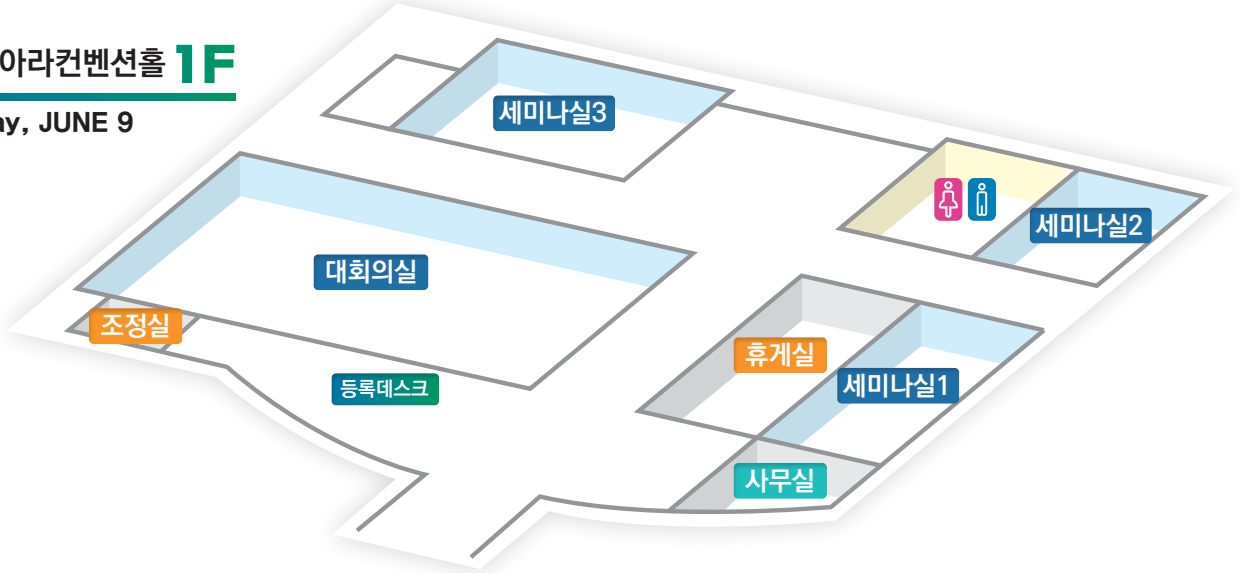 아라컨벤션홀 1F
ay, JUNE 9
세미나실3
세미나실2
대회의실
조정실
휴게실
세미나실1
등록데스크
사무실